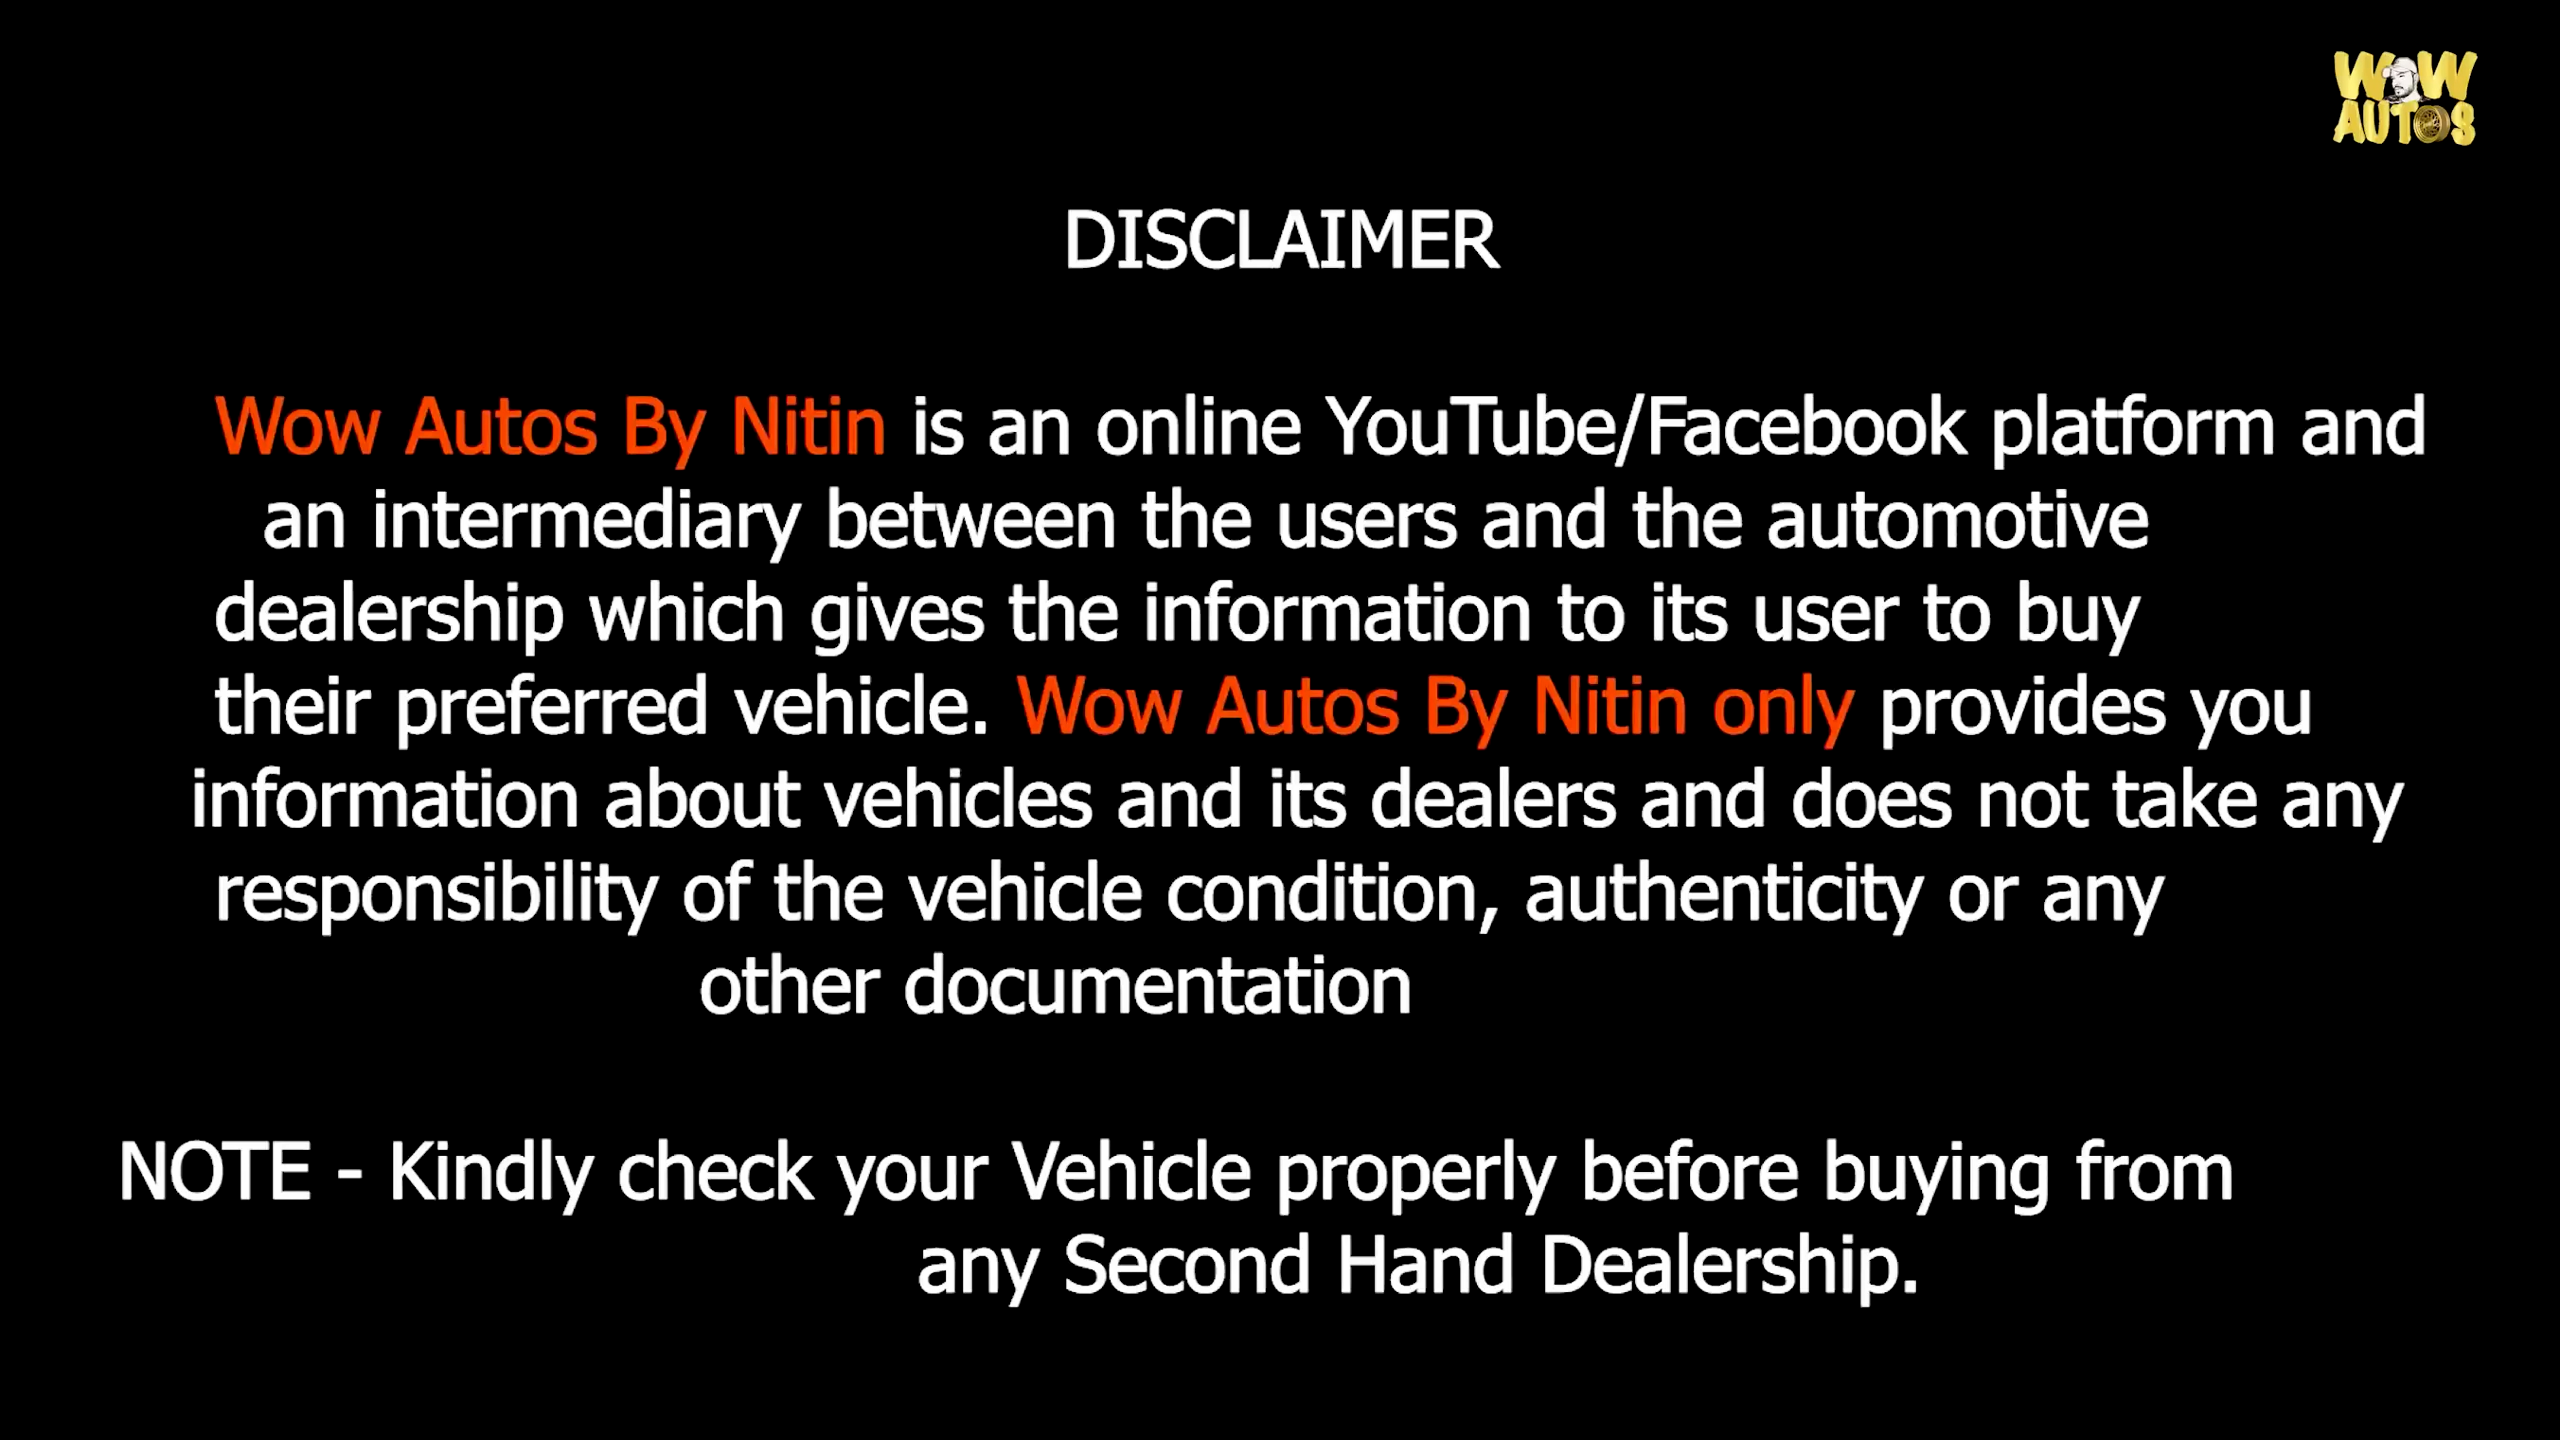 WOW
AUTOS
DISCLAIMER
Wow Autos By Nitin is an online YouTube/Facebook platform and
an intermediary between the users and the automotive
dealership which gives the information to its user to buy
their preferred vehicle. Wow Autos By Nitin only provides you
information about vehicles and its dealers and does not take any
responsibility of the vehicle condition, authenticity or any
other documentation
NOTE - Kindly check your Vehicle properly before buying from
any Second Hand Dealership.